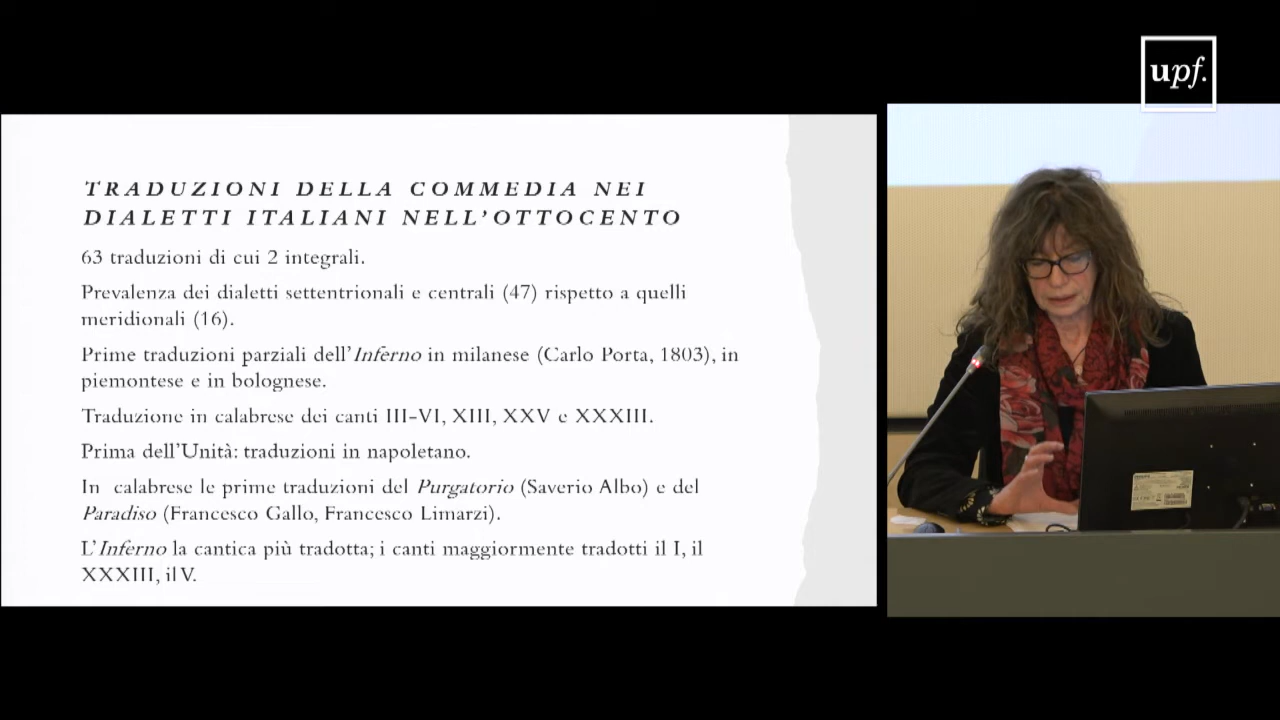 upf.
TRADUZIONI DELLA COMMEDIA NEI
DIALETTI ITALIANI NELL'OTTOCENTO
63 traduzioni di cui 2 integrali.
Prevalenza dei dialetti settentrionali e centrali (47) rispetto a quelli
meridionali (16).
Prime traduzioni parziali dell'Inferno in milanese (Carlo Porta, 1803), in
piemontese e in bolognese.
Traduzione in calabrese dei canti III-VI, XIII, XXV e XXXIII.
Prima dell'Unità: traduzioni in napoletano.
In calabrese le prime traduzioni del Purgatorio (Saverio Albo) e del
Paradiso (Francesco Gallo, Francesco Limarzi).
L'Inferno la cantica più tradotta; i canti maggiormente tradotti il I, il
XXXIII, il V.